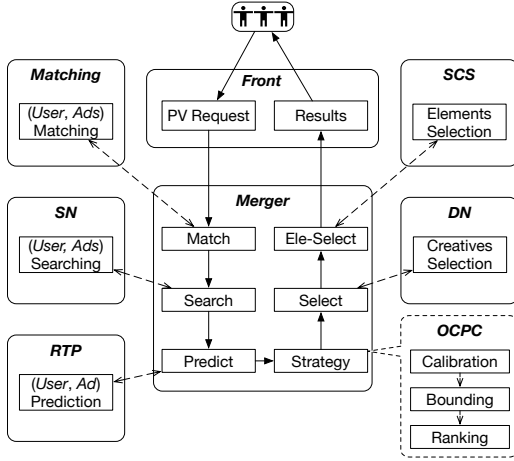 Matching
(User, Ads)
Matching
SN
(User, Ads)
Searching
RTP
(User, Ad)
Prediction
Front
PV Request
Results
Merger
Match
Ele-Select
Search
Select
Predict
Strategy
SCS
Elements
Selection
DN
Creatives
Selection
OCPC
Calibration
Bounding
Ranking